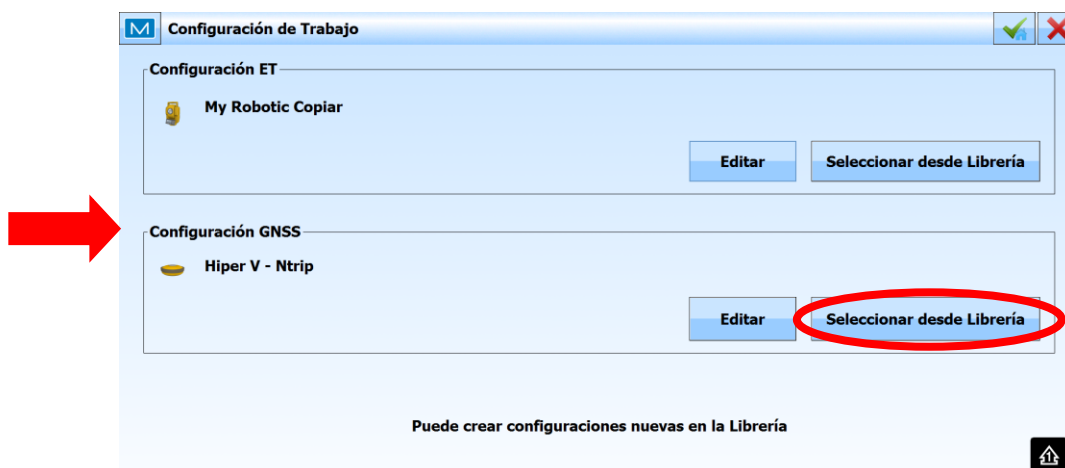 Configuración de Trabajo
Configuración ET
My Robotic Copiar
Editar
Seleccionar desde Librería
Configuración GNSS
Hiper V - Ntrip
Editar
Seleccionar desde Librería
Puede crear configuraciones nuevas en la Librería